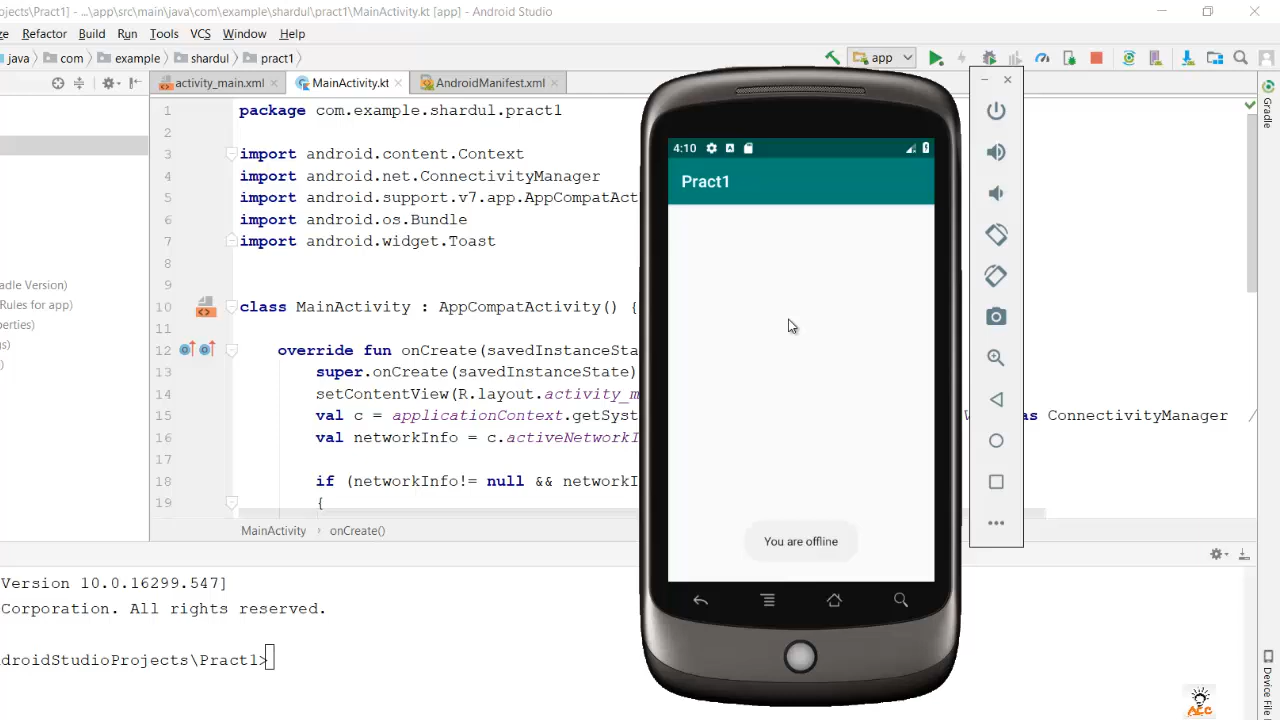 ojects\Pract1] - ...\app\src\main\java\com\example\shardul\pract1\MainActivity.kt [app] - Android Studio
ze Refactor Build Run Tools VCS Window Help
java com example shardul pract1 app
activity_main.xml MainActivity.kt AndroidManifest.xml
1 package com.example.shardul.pract1
2
3 import android.content.Context
4 import android.net.ConnectivityManager
5 import android.support.v7.app.AppCompatAct
6 import android.os.Bundle
7 import android.widget.Toast
8
9
10 class MainActivity : AppCompatActivity() {
11
12 override fun onCreate(savedInstanceSta
13 super.onCreate(savedInstanceState)
14 setContentView(R.layout.activity_m
15 val c = applicationContext.getSyst as ConnectivityManager /
16 val networkInfo = c.activeNetworkI
17
18 if (networkInfo!= null && networkI
19 {
MainActivity › onCreate()
adle Version)
Rules for app)
perties)
gs)
)
4:10
Pract1
You are offline
Gradle
Device File
Version 10.0.16299.547]
Corporation. All rights reserved.
droidStudioProjects\Pract1>
AEC